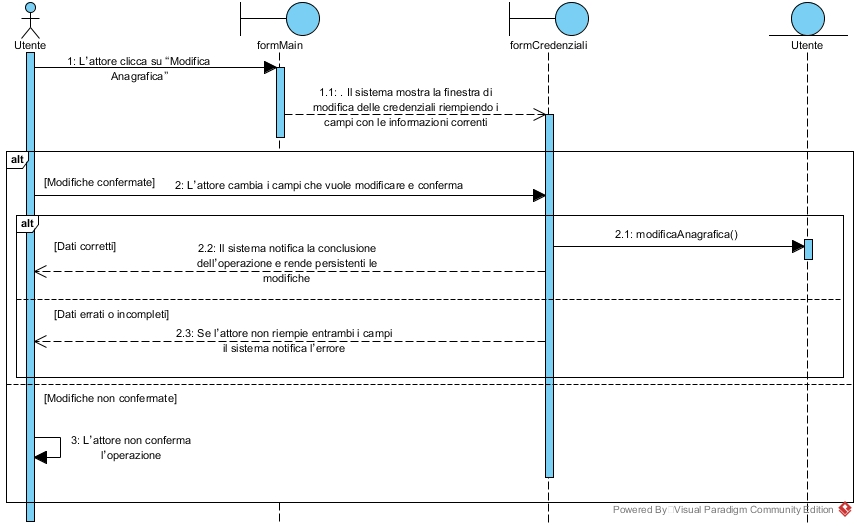 Utente
formMain
formCredenziali
Utente
1: L'attore clicca su "Modifica
Anagrafica"
1.1: . Il sistema mostra la finestra di
modifica delle credenziali riempiendo i
campi con le informazioni correnti
alt
[Modifiche confermate]
2: L'attore cambia i campi che vuole modificare e conferma
alt
2.1: modificaAnagrafica()
[Dati corretti]
2.2: Il sistema notifica la conclusione
dell'operazione e rende persistenti le
modifiche
[Dati errati o incompleti]
2.3: Se l'attore non riempie entrambi i campi
il sistema notifica l'errore
[Modifiche non confermate]
3: L'attore non conferma
l'operazione
Powered By Visual Paradigm Community Edition